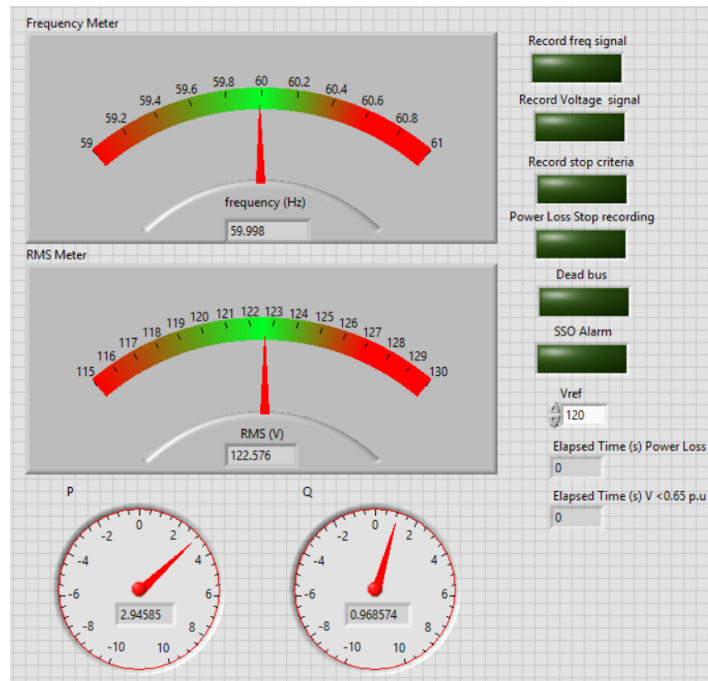 Frequency Meter
59 59.2 59.4 59.6 59.8 60 60.2 60.4 60.6 60.8 61
frequency (Hz)
59.998
RMS Meter
115 116 117 118 119 120 121 122 123 124 125 126 127 128 129 130
RMS (V)
122.576
P
-10 -8 -6 -4 -2 0 2 4 6 8 10
2.94585
Q
-10 -8 -6 -4 -2 0 2 4 6 8 10
0.968574
Record freq signal
Record Voltage signal
Record stop criteria
Power Loss Stop recording
Dead bus
SSO Alarm
Vref
120
Elapsed Time (s) Power Loss
0
Elapsed Time (s) V <0.65 p.u
0